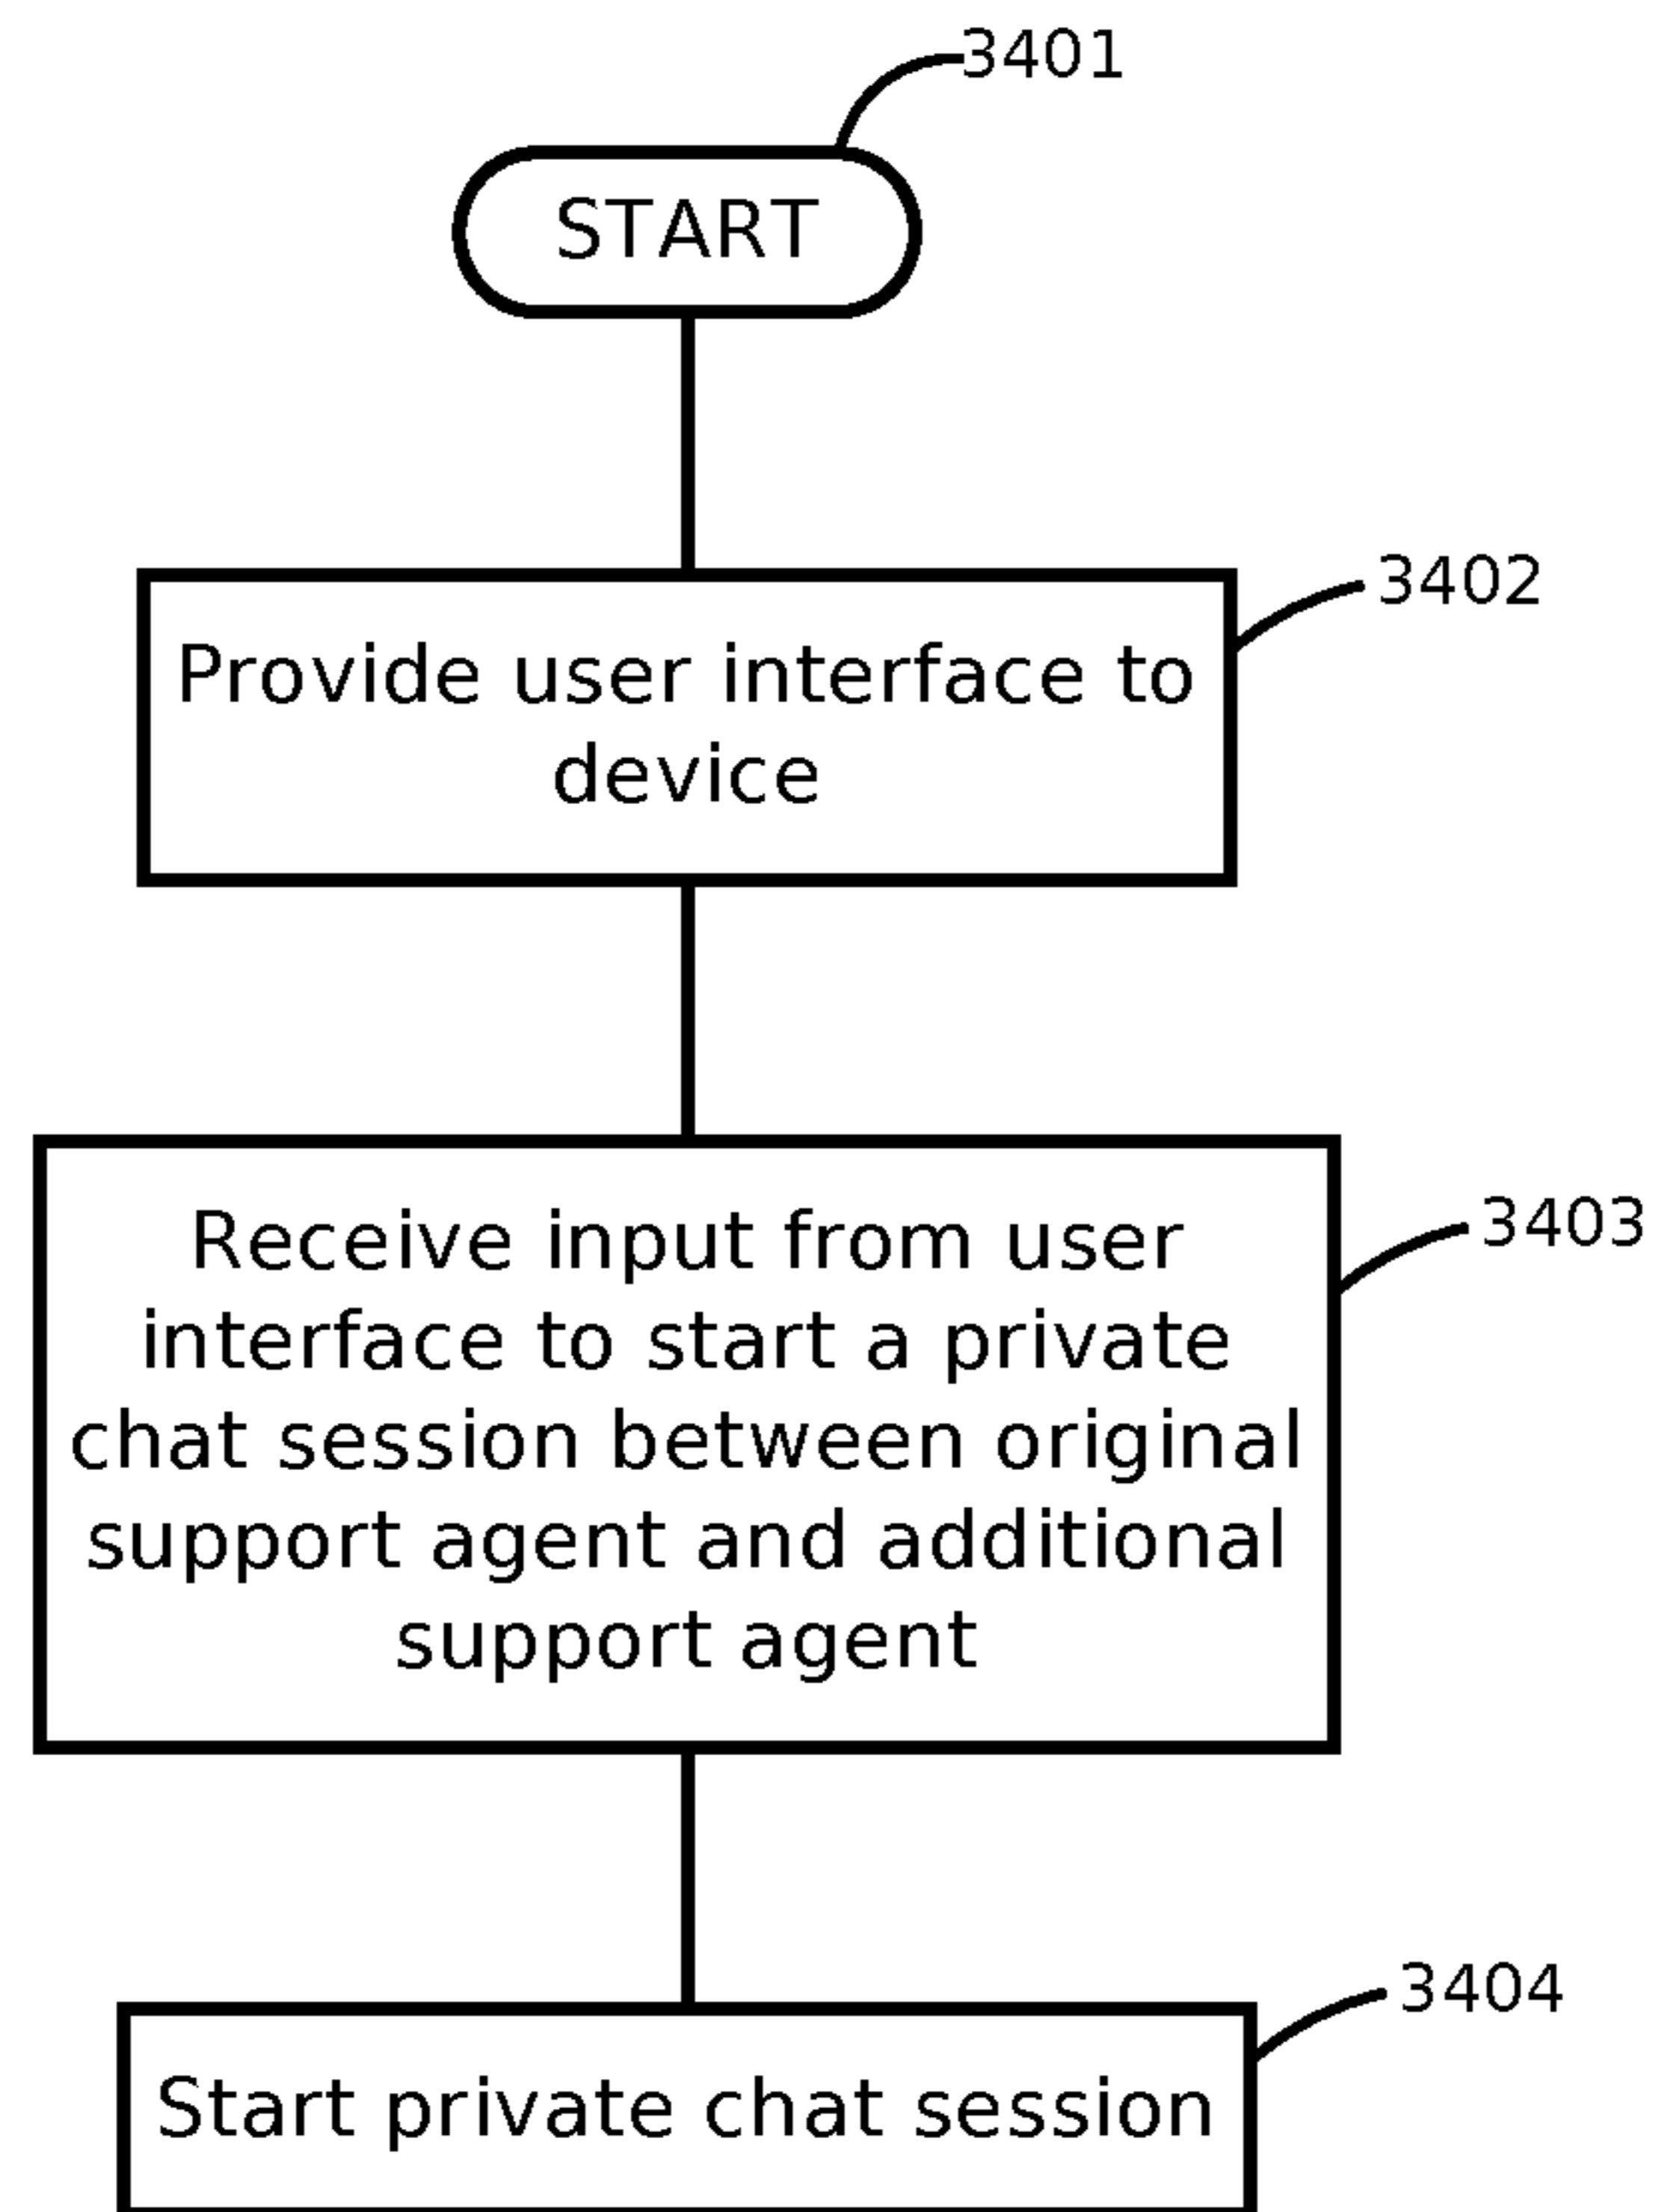 3401
START
3402
Provide user interface to
device
3403
Receive input from user
interface to start a private
chat session between original
support agent and additional
support agent
3404
Start private chat session